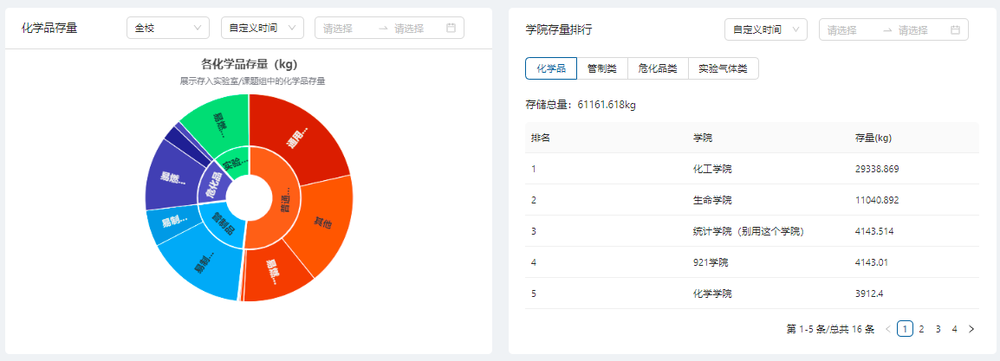 化学品存量
全校
自定义时间
请选择
请选择
各化学品存量（kg）
展示存入实验室/课题组中的化学品存量
易燃...
通用...
实验...
易燃...
危化品
普通...
易制...
管制品
其他
易制...
易燃...
学院存量排行
自定义时间
请选择
请选择
化学品
管制类
危化品类
实验气体类
存储总量：61161.618kg
排名 学院 存量(kg)
1 化工学院 29338.869
2 生命学院 11040.892
3 统计学院（别用这个学院） 4143.514
4 921学院 4143.01
5 化学学院 3912.4
第 1-5 条/总共 16 条 < 1 2 3 4 >